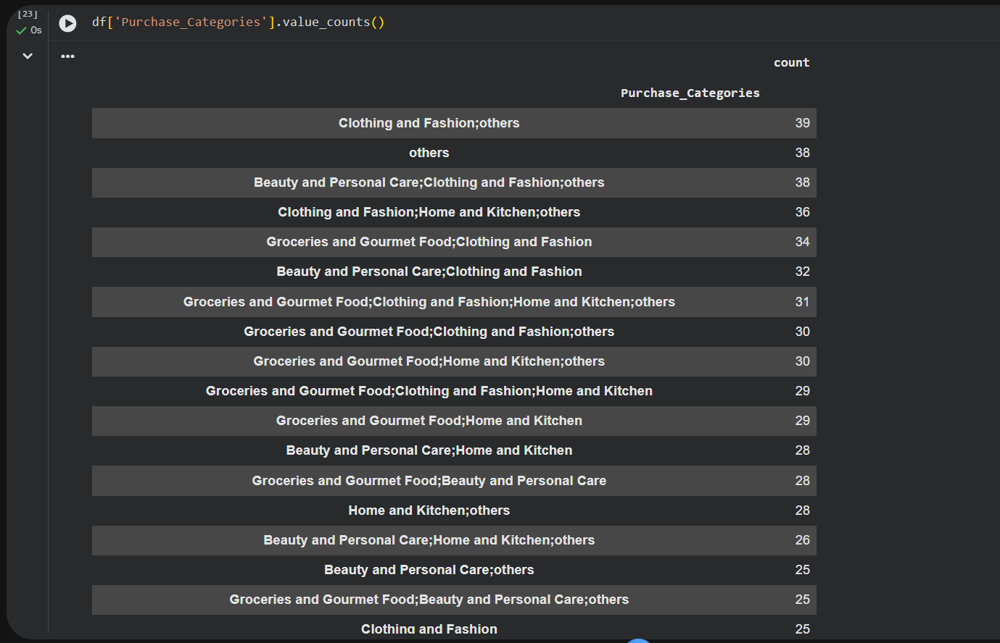 [23]
0s
df['Purchase_Categories'].value_counts()
count
Purchase_Categories
Clothing and Fashion;others 39
others 38
Beauty and Personal Care;Clothing and Fashion;others 38
Clothing and Fashion;Home and Kitchen;others 36
Groceries and Gourmet Food;Clothing and Fashion 34
Beauty and Personal Care;Clothing and Fashion 32
Groceries and Gourmet Food;Clothing and Fashion;Home and Kitchen;others 31
Groceries and Gourmet Food;Clothing and Fashion;others 30
Groceries and Gourmet Food;Home and Kitchen;others 30
Groceries and Gourmet Food;Clothing and Fashion;Home and Kitchen 29
Groceries and Gourmet Food;Home and Kitchen 29
Beauty and Personal Care;Home and Kitchen 28
Groceries and Gourmet Food;Beauty and Personal Care 28
Home and Kitchen;others 28
Beauty and Personal Care;Home and Kitchen;others 26
Beauty and Personal Care;others 25
Groceries and Gourmet Food;Beauty and Personal Care;others 25
Clothing and Fashion 25